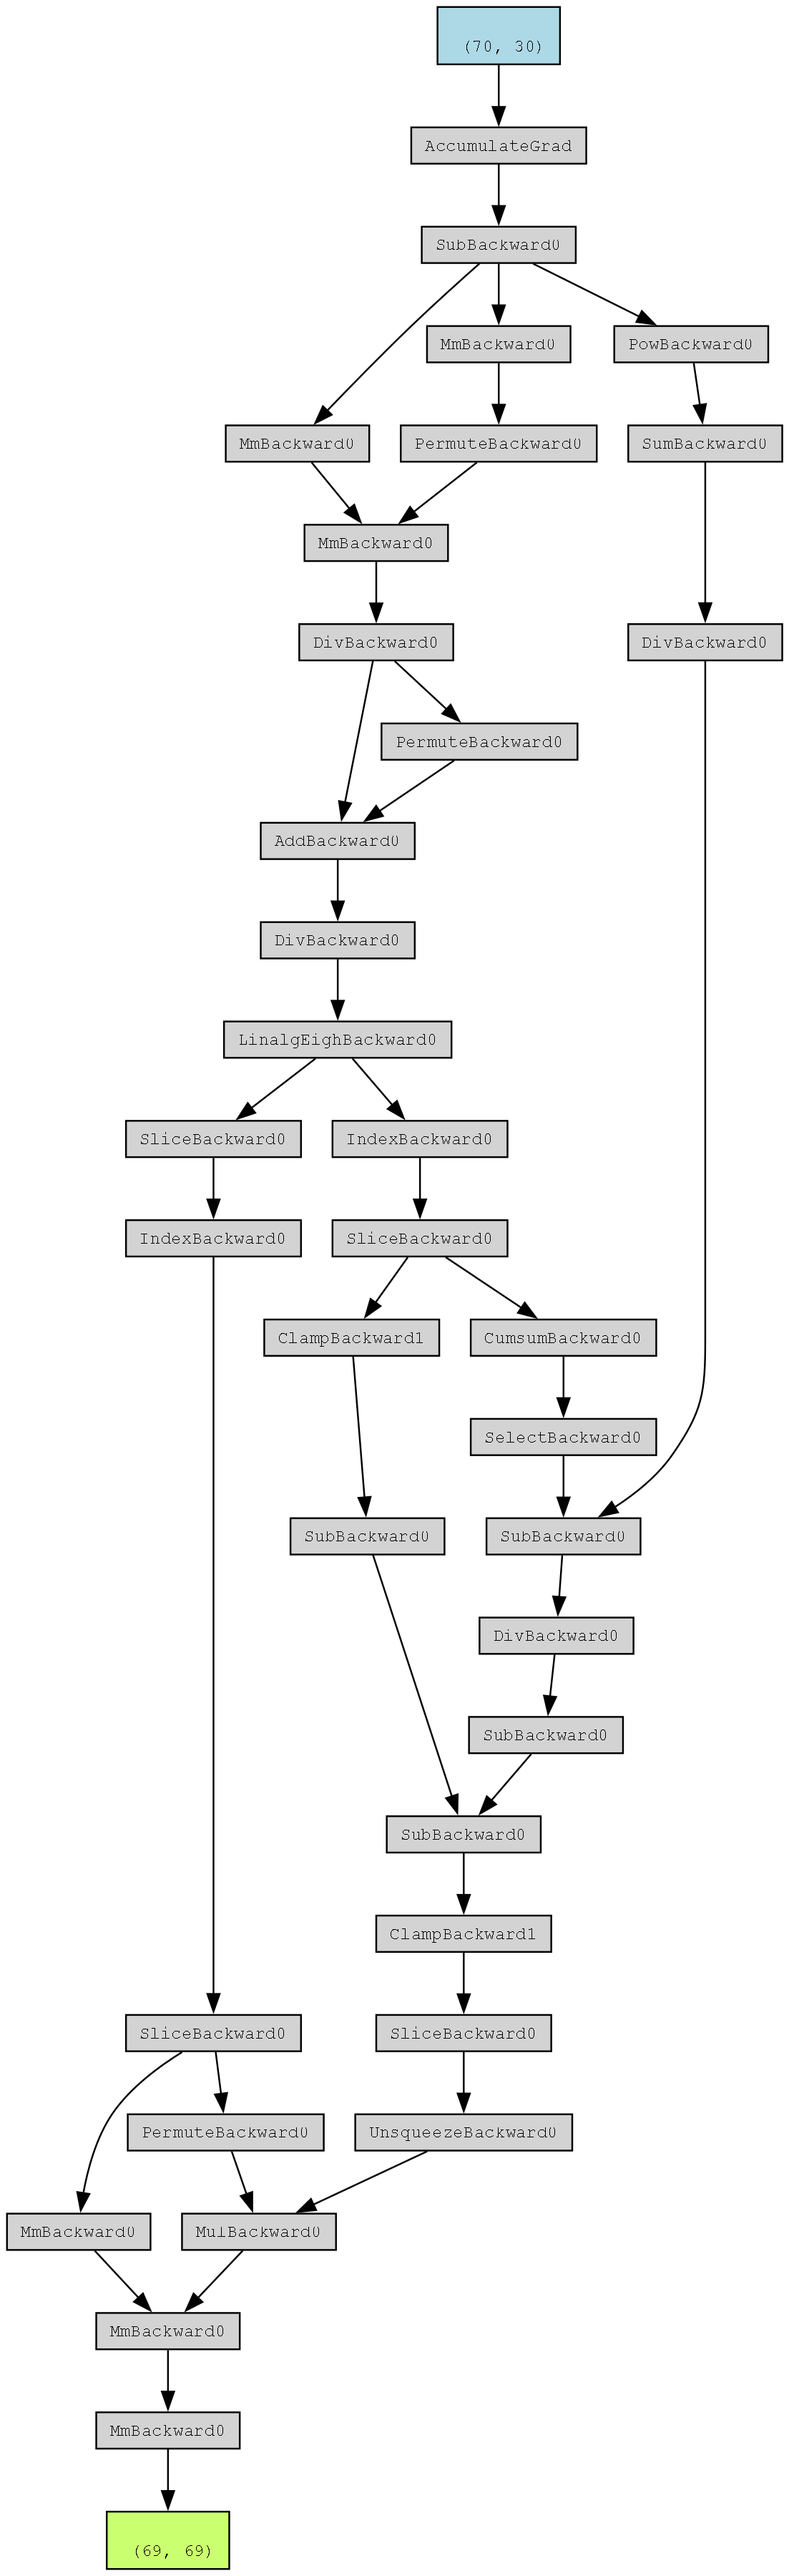 (70, 30)
AccumulateGrad
SubBackward0
MmBackward0 PowBackward0
MmBackward0 PermuteBackward0 SumBackward0
MmBackward0
DivBackward0 DivBackward0
PermuteBackward0
AddBackward0
DivBackward0
LinalgEighBackward0
SliceBackward0 IndexBackward0
IndexBackward0 SliceBackward0
ClampBackward1 CumsumBackward0
SelectBackward0
SubBackward0 SubBackward0
DivBackward0
SubBackward0
SubBackward0
ClampBackward1
SliceBackward0 SliceBackward0
PermuteBackward0 UnsqueezeBackward0
MmBackward0 MulBackward0
MmBackward0
MmBackward0
(69, 69)